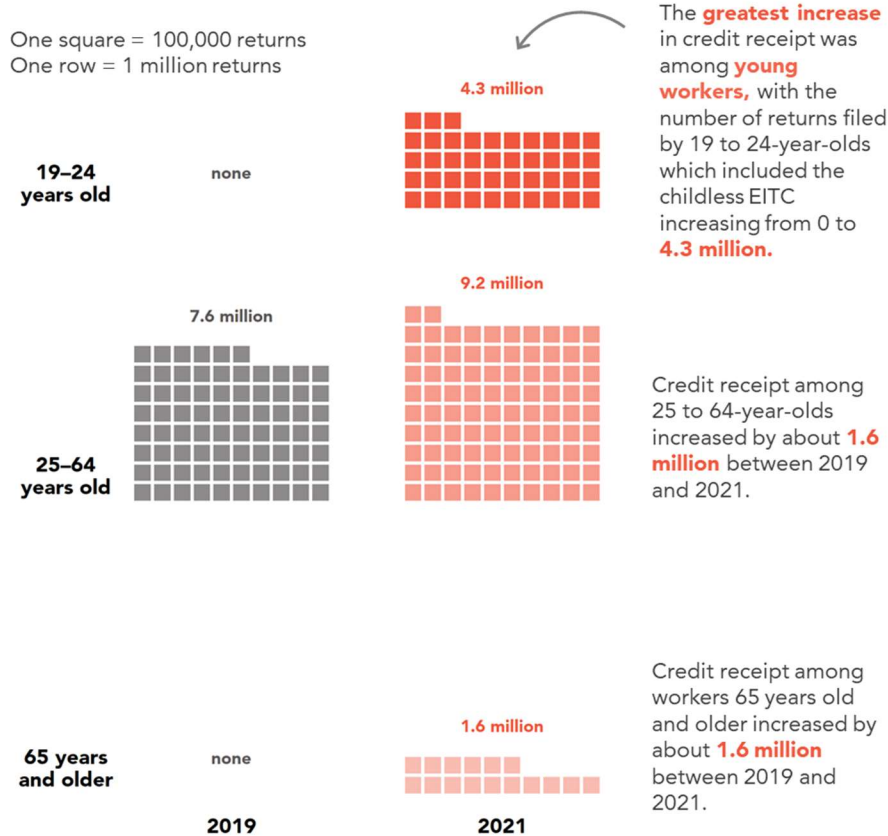 One square = 100,000 returns
One row = 1 million returns
The greatest increase
in credit receipt was
among young
workers, with the
number of returns filed
by 19 to 24-year-olds
which included the
childless EITC
increasing from 0 to
4.3 million.
19–24
years old
none
4.3 million
25–64
years old
7.6 million
9.2 million
Credit receipt among
25 to 64-year-olds
increased by about 1.6
million between 2019
and 2021.
65 years
and older
none
1.6 million
Credit receipt among
workers 65 years old
and older increased by
about 1.6 million
between 2019 and
2021.
2019
2021